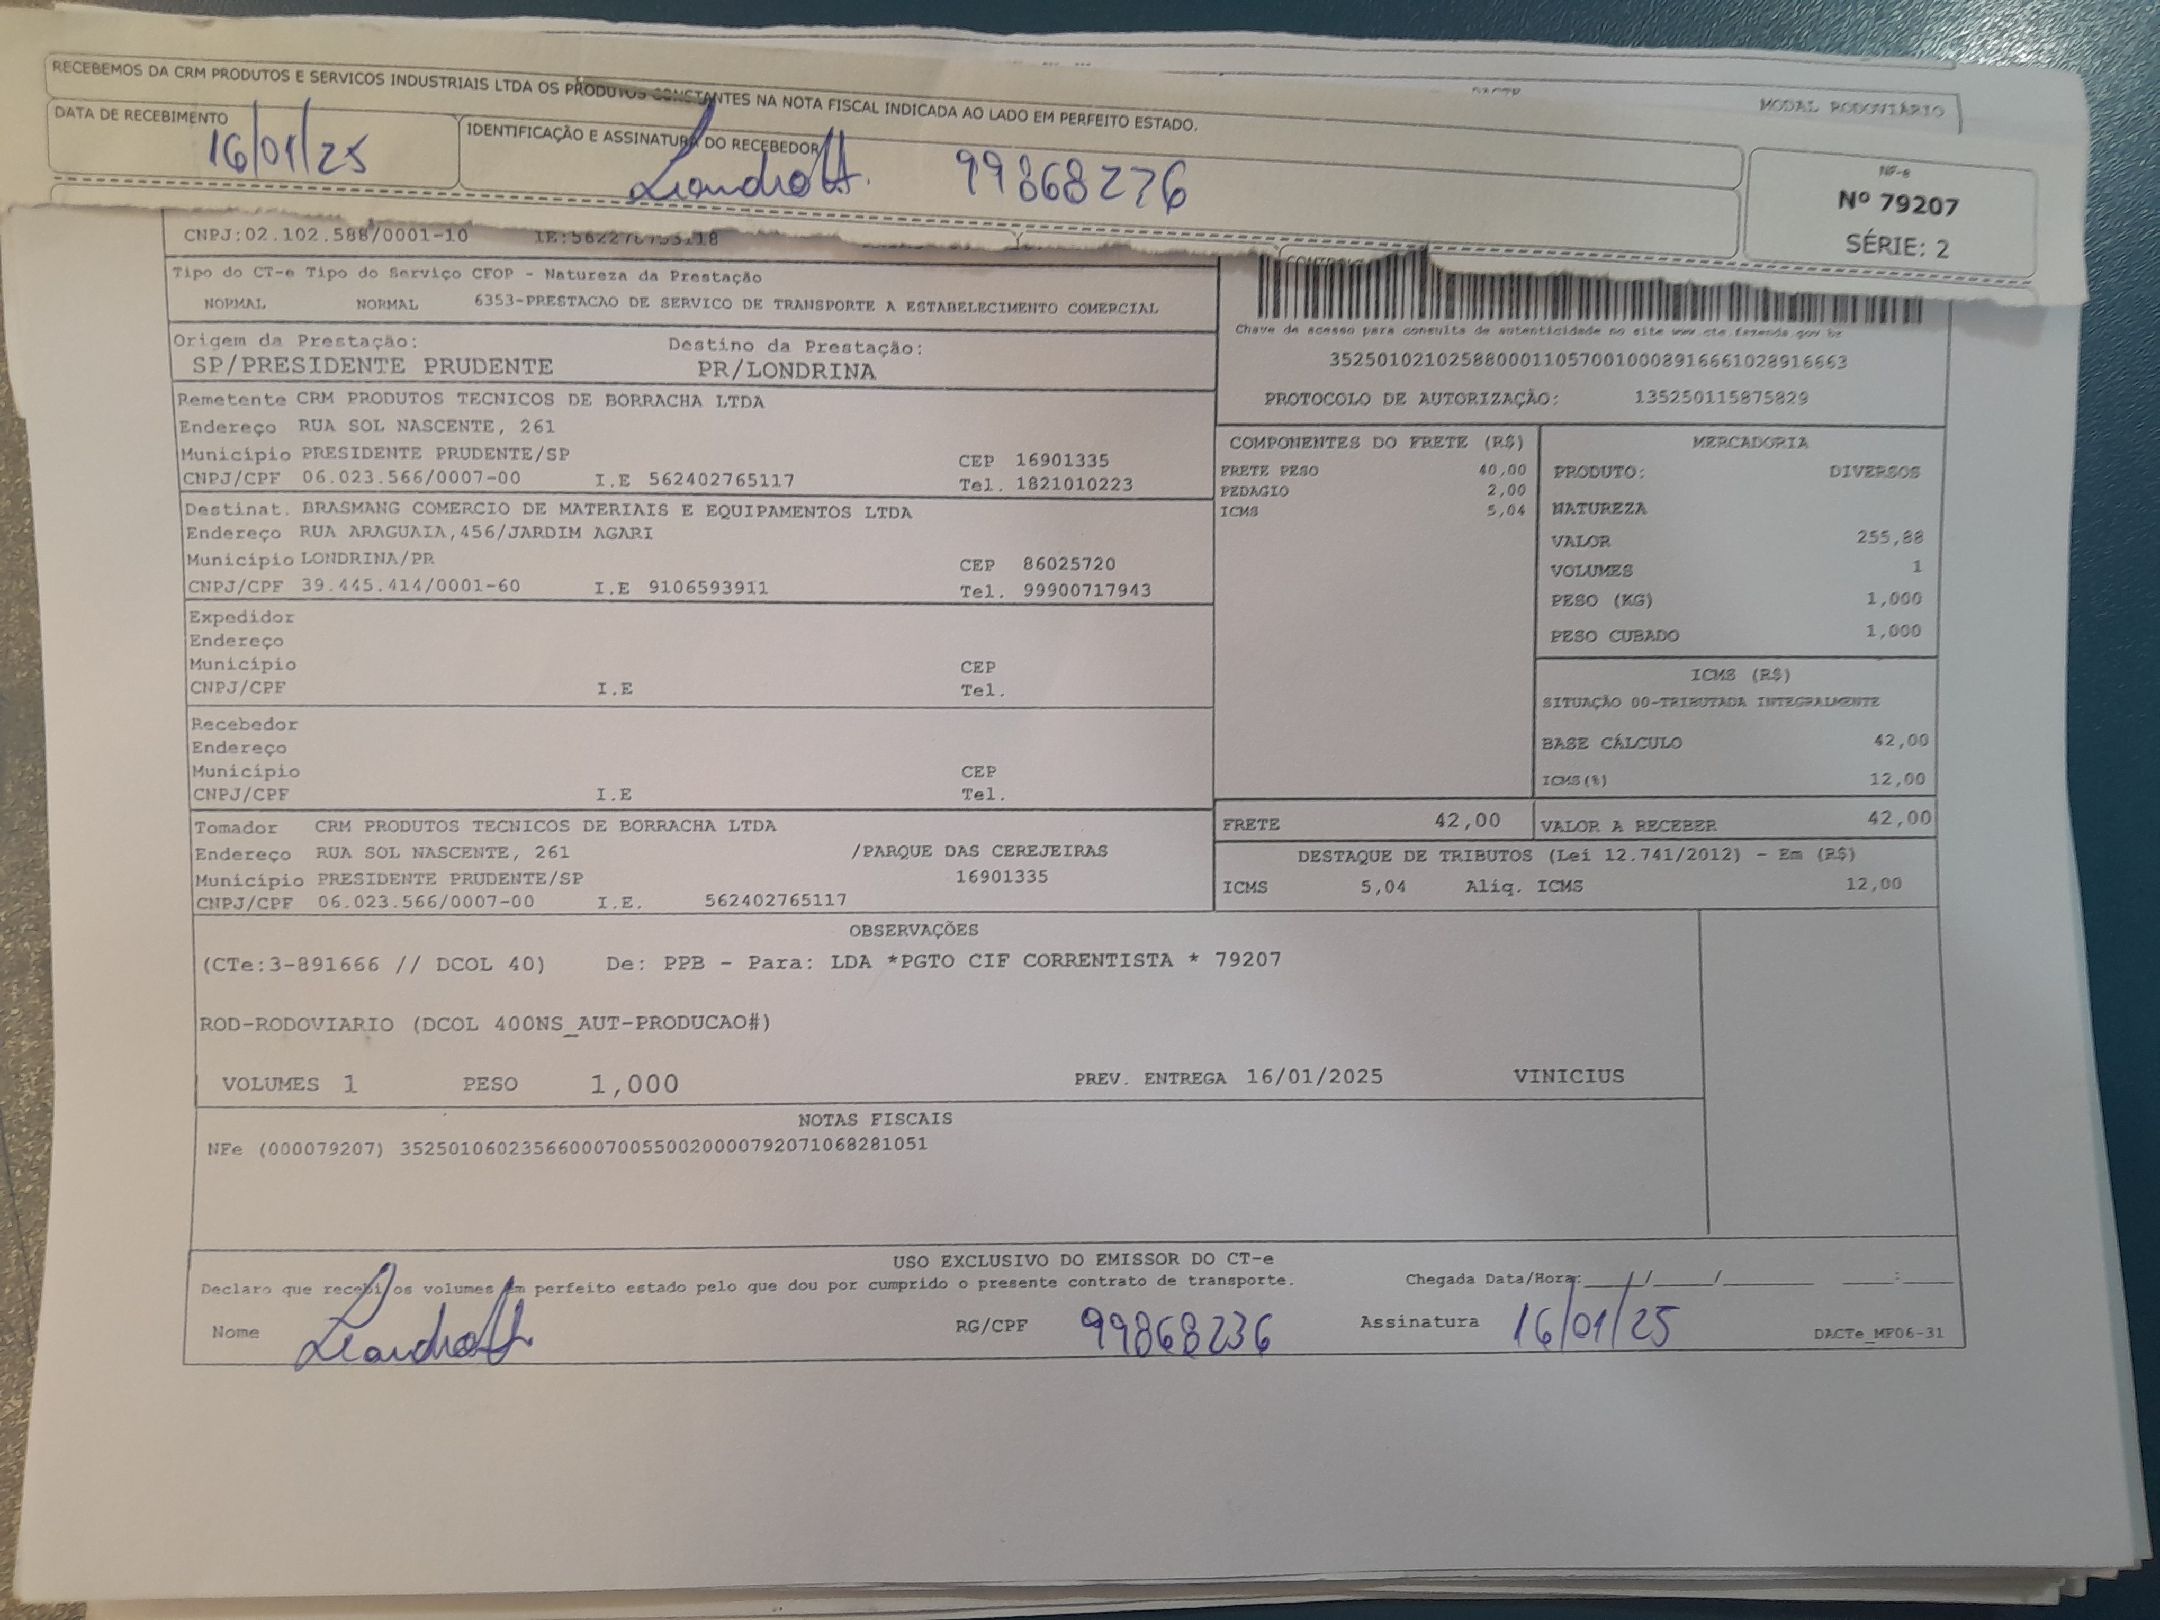 RECEBEMOS DA CRM PRODUTOS E SERVICOS INDUSTRIAIS LTDA OS PRODUTOS CONSTANTES NA NOTA FISCAL INDICADA AO LADO EM PERFEITO ESTADO.
MODAL RODOVIÁRIO
DATA DE RECEBIMENTO
16/01/25
IDENTIFICAÇÃO E ASSINATURA DO RECEBEDOR
Leandro H. 99868276
NF-e
Nº 79207
SÉRIE: 2
CNPJ:02.102.588/0001-10
Tipo do CT-e Tipo do Serviço CFOP - Natureza da Prestação
NORMAL NORMAL 6353-PRESTACAO DE SERVICO DE TRANSPORTE A ESTABELECIMENTO COMERCIAL
Origem da Prestação: Destino da Prestação:
SP/PRESIDENTE PRUDENTE PR/LONDRINA
Chave de acesso para consulta de autenticidade no site www.cte.fazenda.gov.br
35250102102588000110570010008916661028916663
PROTOCOLO DE AUTORIZAÇÃO: 135250115875829
Remetente CRM PRODUTOS TECNICOS DE BORRACHA LTDA
Endereço RUA SOL NASCENTE, 261
Município PRESIDENTE PRUDENTE/SP CEP 16901335
CNPJ/CPF 06.023.566/0007-00 I.E 562402765117 Tel. 1821010223
Destinat. BRASMANG COMERCIO DE MATERIAIS E EQUIPAMENTOS LTDA
Endereço RUA ARAGUAIA,456/JARDIM AGARI
Município LONDRINA/PR CEP 86025720
CNPJ/CPF 39.445.414/0001-60 I.E 9106593911 Tel. 99900717943
Expedidor
Endereço
Município CEP
CNPJ/CPF I.E Tel.
Recebedor
Endereço
Município CEP
CNPJ/CPF I.E Tel.
Tomador CRM PRODUTOS TECNICOS DE BORRACHA LTDA
Endereço RUA SOL NASCENTE, 261 /PARQUE DAS CEREJEIRAS
Município PRESIDENTE PRUDENTE/SP 16901335
CNPJ/CPF 06.023.566/0007-00 I.E. 562402765117
COMPONENTES DO FRETE (R$)
FRETE PESO 40,00
PEDAGIO 2,00
ICMS 5,04
MERCADORIA
PRODUTO: DIVERSOS
NATUREZA
VALOR 255,88
VOLUMES 1
PESO (KG) 1,000
PESO CUBADO 1,000
ICMS (R$)
SITUAÇÃO 00-TRIBUTADA INTEGRALMENTE
BASE CÁLCULO 42,00
ICMS(%) 12,00
FRETE 42,00 VALOR A RECEBER 42,00
DESTAQUE DE TRIBUTOS (Lei 12.741/2012) - Em (R$)
ICMS 5,04 Aliq. ICMS 12,00
OBSERVAÇÕES
(CTe:3-891666 // DCOL 40) De: PPB - Para: LDA *PGTO CIF CORRENTISTA * 79207
ROD-RODOVIARIO (DCOL 400NS_AUT-PRODUCAO#)
VOLUMES 1 PESO 1,000 PREV. ENTREGA 16/01/2025 VINICIUS
NOTAS FISCAIS
NFe (000079207) 35250106023566000700550020000792071068281051
USO EXCLUSIVO DO EMISSOR DO CT-e
Declaro que recebi os volumes em perfeito estado pelo que dou por cumprido o presente contrato de transporte. Chegada Data/Hora:____/____/________ ____:____
Nome Leandro H RG/CPF 99868236 Assinatura 16/01/25 DACTe_MF06-31